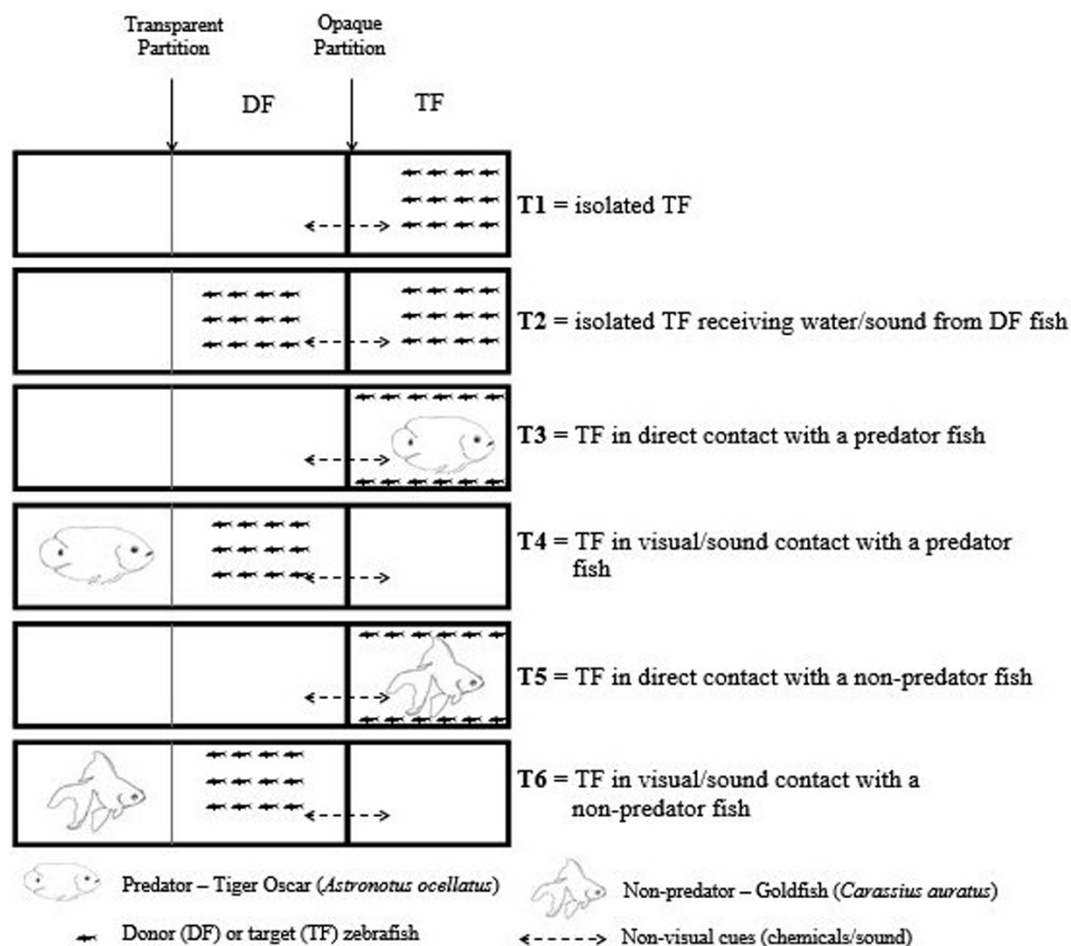 Transparent
Partition
Opaque
Partition
DF
TF
T1 = isolated TF
T2 = isolated TF receiving water/sound from DF fish
T3 = TF in direct contact with a predator fish
T4 = TF in visual/sound contact with a predator
fish
T5 = TF in direct contact with a non-predator fish
T6 = TF in visual/sound contact with a
non-predator fish
Predator – Tiger Oscar (Astronotus ocellatus)
Non-predator – Goldfish (Carassius auratus)
Donor (DF) or target (TF) zebrafish
Non-visual cues (chemicals/sound)